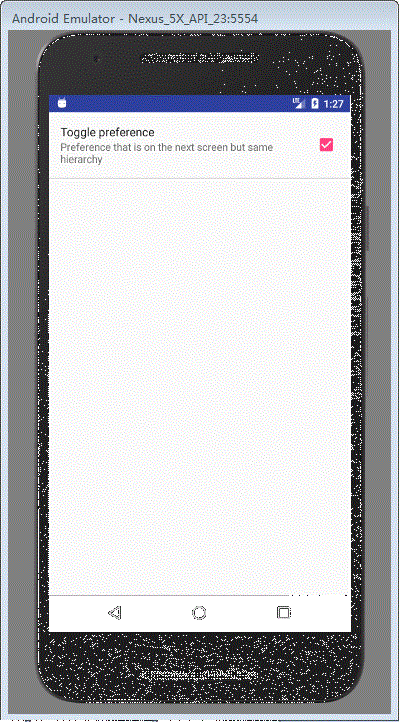 Android Emulator - Nexus_5X_API_23:5554
1:27
Toggle preference
Preference that is on the next screen but same
hierarchy